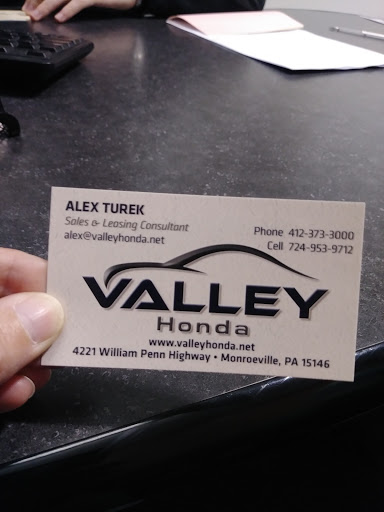 ALEX TUREK
Sales & Leasing Consultant
alex@valleyhonda.net
Phone 412-373-3000
Cell 724-953-9712
VALLEY
Honda
www.valleyhonda.net
4221 William Penn Highway • Monroeville, PA 15146